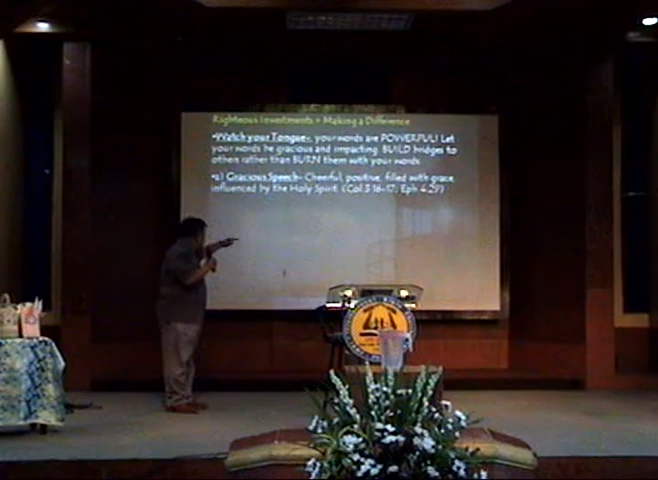 Righteous Investments = Making a Difference
•Watch your Tongue-, your words are POWERFUL! Let
your words be gracious and impacting. BUILD bridges to
others rather than BURN them with your words
•a) Gracious Speech- Cheerful, positive, filled with grace,
influenced by the Holy Spirit. (Col.3:16-17; Eph 4:29)